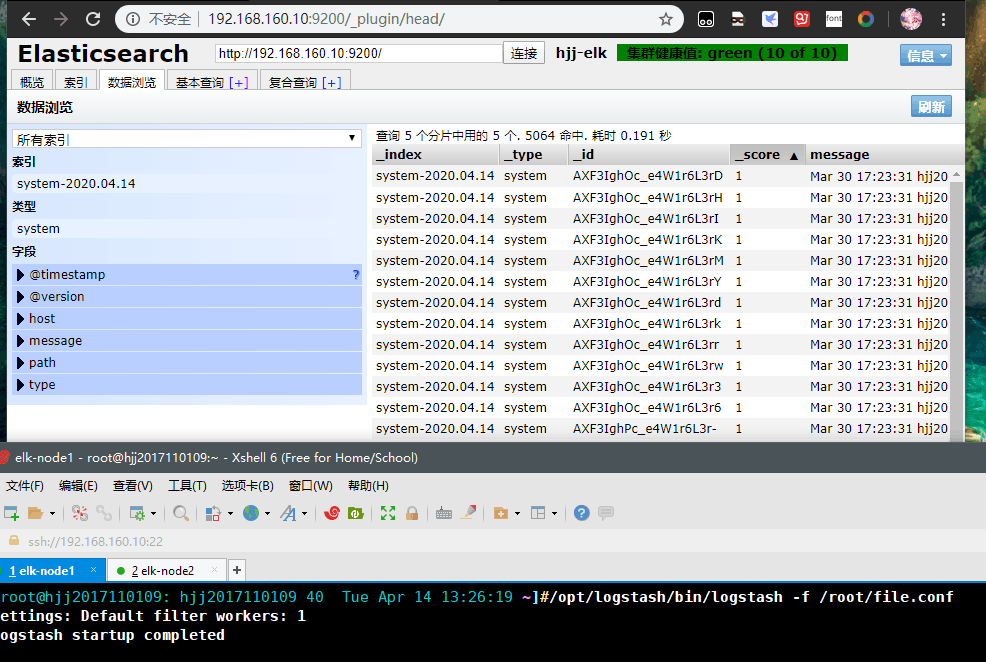 不安全 192.168.160.10:9200/_plugin/head/
Elasticsearch http://192.168.160.10:9200/ 连接 hjj-elk 集群健康值: green (10 of 10) 信息
概览 索引 数据浏览 基本查询 [+] 复合查询 [+]
数据浏览 刷新
所有索引
索引
system-2020.04.14
类型
system
字段
@timestamp ?
@version
host
message
path
type
查询 5 个分片中用的 5 个. 5064 命中. 耗时 0.191 秒
_index _type _id _score ▲ message
system-2020.04.14 system AXF3IghOc_e4W1r6L3rD 1 Mar 30 17:23:31 hjj20
system-2020.04.14 system AXF3IghOc_e4W1r6L3rH 1 Mar 30 17:23:31 hjj20
system-2020.04.14 system AXF3IghOc_e4W1r6L3rI 1 Mar 30 17:23:31 hjj20
system-2020.04.14 system AXF3IghOc_e4W1r6L3rK 1 Mar 30 17:23:31 hjj20
system-2020.04.14 system AXF3IghOc_e4W1r6L3rM 1 Mar 30 17:23:31 hjj20
system-2020.04.14 system AXF3IghOc_e4W1r6L3rY 1 Mar 30 17:23:31 hjj20
system-2020.04.14 system AXF3IghOc_e4W1r6L3rd 1 Mar 30 17:23:31 hjj20
system-2020.04.14 system AXF3IghOc_e4W1r6L3rk 1 Mar 30 17:23:31 hjj20
system-2020.04.14 system AXF3IghOc_e4W1r6L3rr 1 Mar 30 17:23:31 hjj20
system-2020.04.14 system AXF3IghOc_e4W1r6L3rw 1 Mar 30 17:23:31 hjj20
system-2020.04.14 system AXF3IghOc_e4W1r6L3r3 1 Mar 30 17:23:31 hjj20
system-2020.04.14 system AXF3IghOc_e4W1r6L3r6 1 Mar 30 17:23:31 hjj20
system-2020.04.14 system AXF3IghPc_e4W1r6L3r- 1 Mar 30 17:23:31 hjj20
elk-node1 - root@hjj2017110109:~ - Xshell 6 (Free for Home/School)
文件(F) 编辑(E) 查看(V) 工具(T) 选项卡(B) 窗口(W) 帮助(H)
ssh://192.168.160.10:22
1 elk-node1 × 2 elk-node2 × +
root@hjj2017110109: hjj2017110109 40 Tue Apr 14 13:26:19 ~]#/opt/logstash/bin/logstash -f /root/file.conf
ettings: Default filter workers: 1
ogstash startup completed